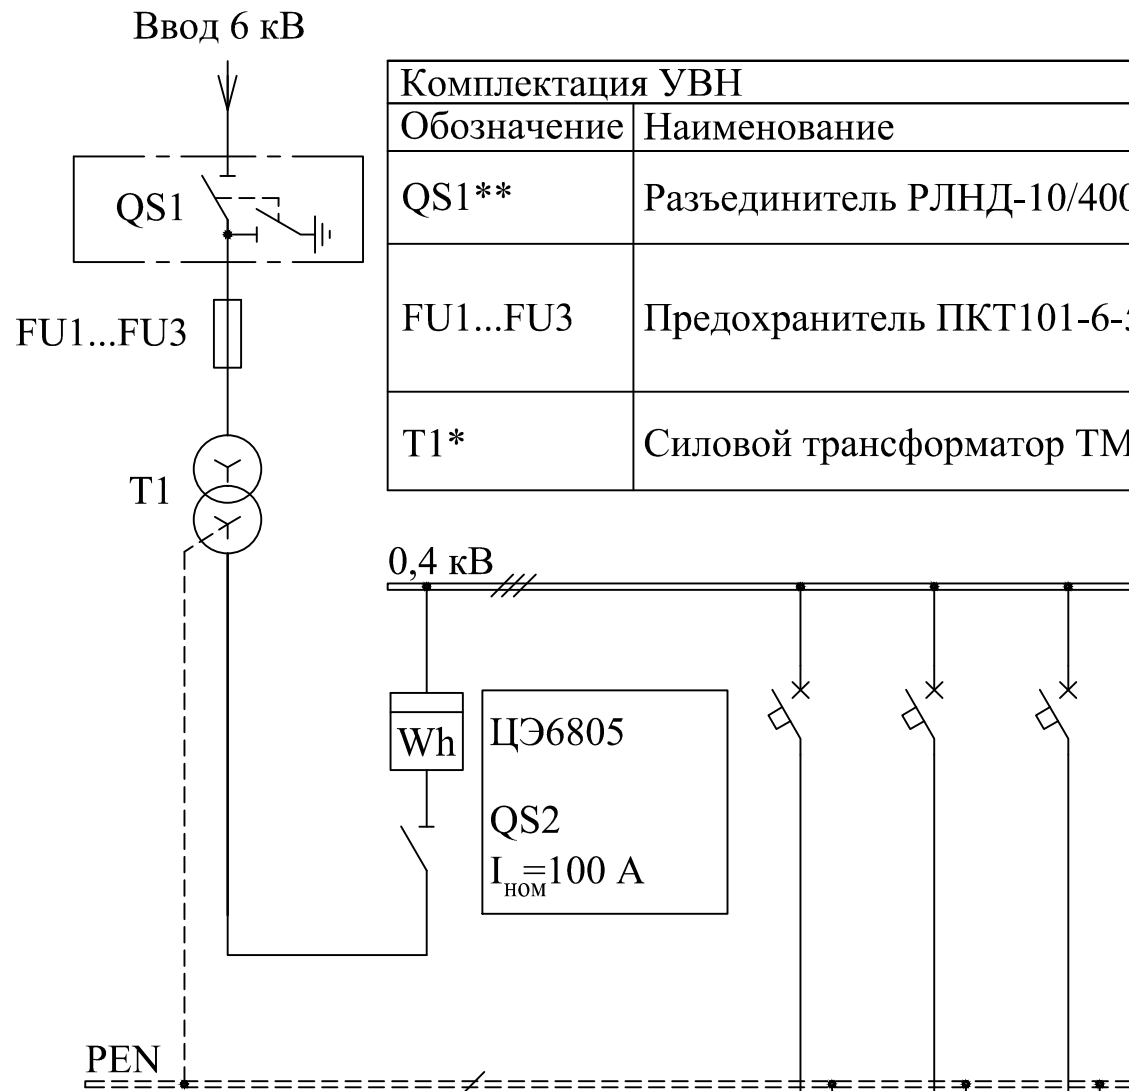 Ввод 6 кВ
Комплектация УВН
Обозначение Наименование
QS1
QS1** Разъединитель РЛНД-10/400
FU1...FU3
FU1...FU3 Предохранитель ПКТ101-6-
T1
T1* Силовой трансформатор ТМ
0,4 кВ
Wh
ЦЭ6805
QS2
Iном=100 А
PEN